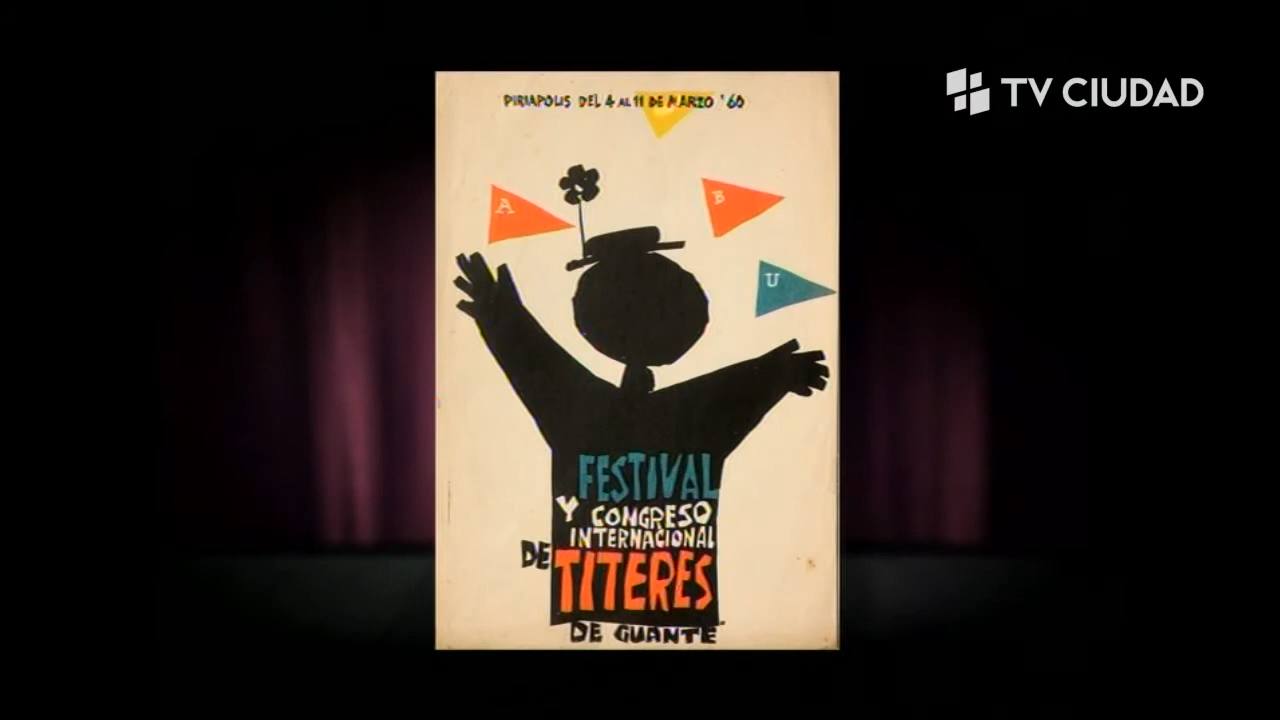 TV CIUDAD
PIRIAPOLIS DEL 4 AL 11 DE MARZO '60
A
B
U
FESTIVAL
Y CONGRESO
INTERNACIONAL
DE TITERES
DE GUANTE